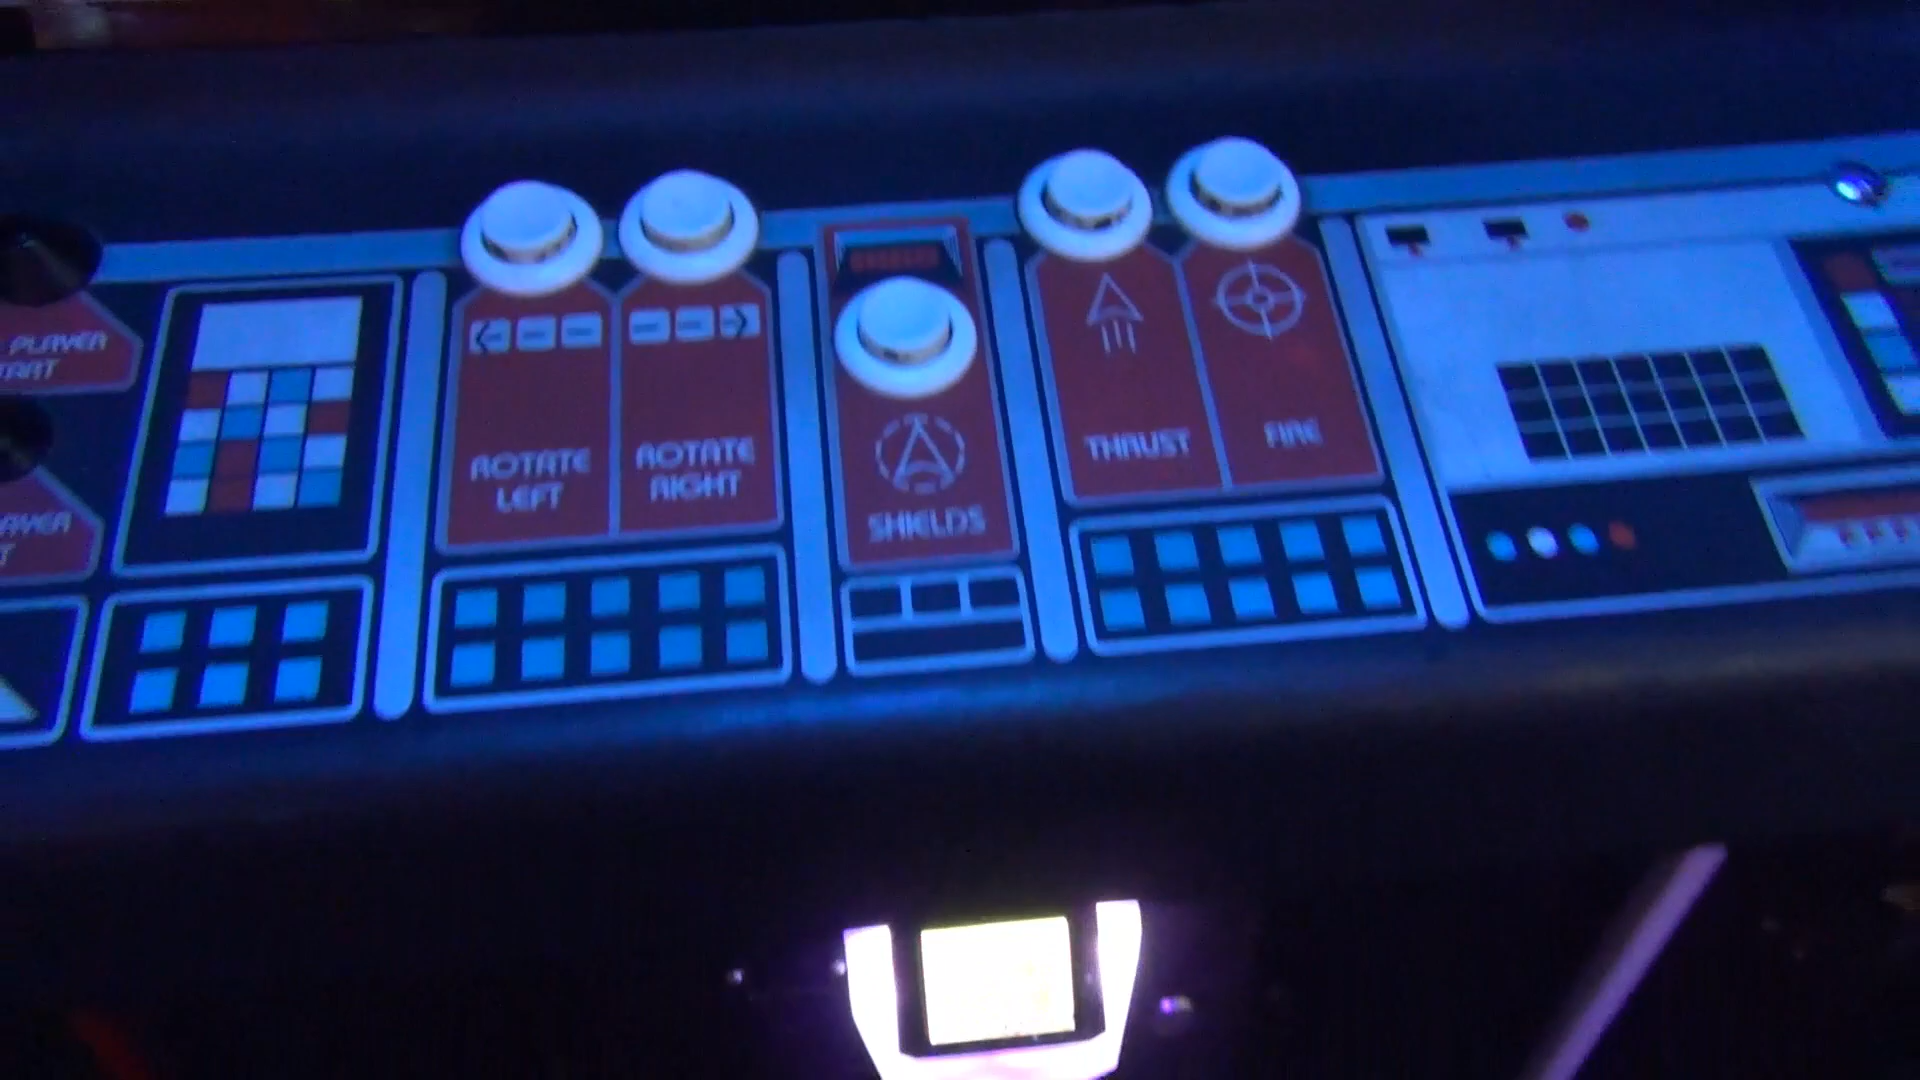 PLAYER
ROTATE
LEFT
ROTATE
RIGHT
SHIELDS
THRUST
FIRE